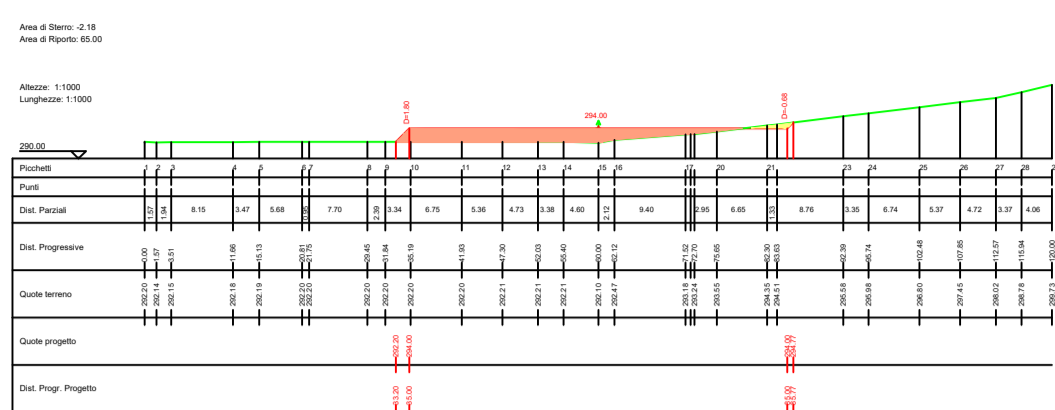 Area di Sterro: -2.18
Area di Riporto: 65.00
Altezze: 1:1000
Lunghezze: 1:1000
D=1.80
294.00
D=-0.68
290.00
Picchetti 1 2 3 4 5 6 7 8 9 10 11 12 13 14 15 16 17 20 21 23 24 25 26 27 28 2
Punti
Dist. Parziali 1.57 1.94 8.15 3.47 5.68 0.95 7.70 2.39 3.34 6.75 5.36 4.73 3.38 4.60 2.12 9.40 2.95 6.65 1.33 8.76 3.35 6.74 5.37 4.72 3.37 4.06
Dist. Progressive 0.00 1.57 3.51 11.66 15.13 20.81 21.75 29.45 31.84 35.19 41.93 47.30 52.03 55.40 60.00 62.12 71.52 72.70 75.65 82.30 83.63 92.39 95.74 102.48 107.85 112.57 115.94 120.00
Quote terreno 292.20 292.14 292.15 292.18 292.19 292.20 292.20 292.20 292.20 292.20 292.20 292.21 292.21 292.21 292.10 292.47 293.18 293.24 293.55 294.35 294.51 295.58 295.98 296.80 297.45 298.02 298.78 299.73
Quote progetto 292.20 294.00 294.00 294.77
Dist. Progr. Progetto 33.20 35.00 85.00 85.77